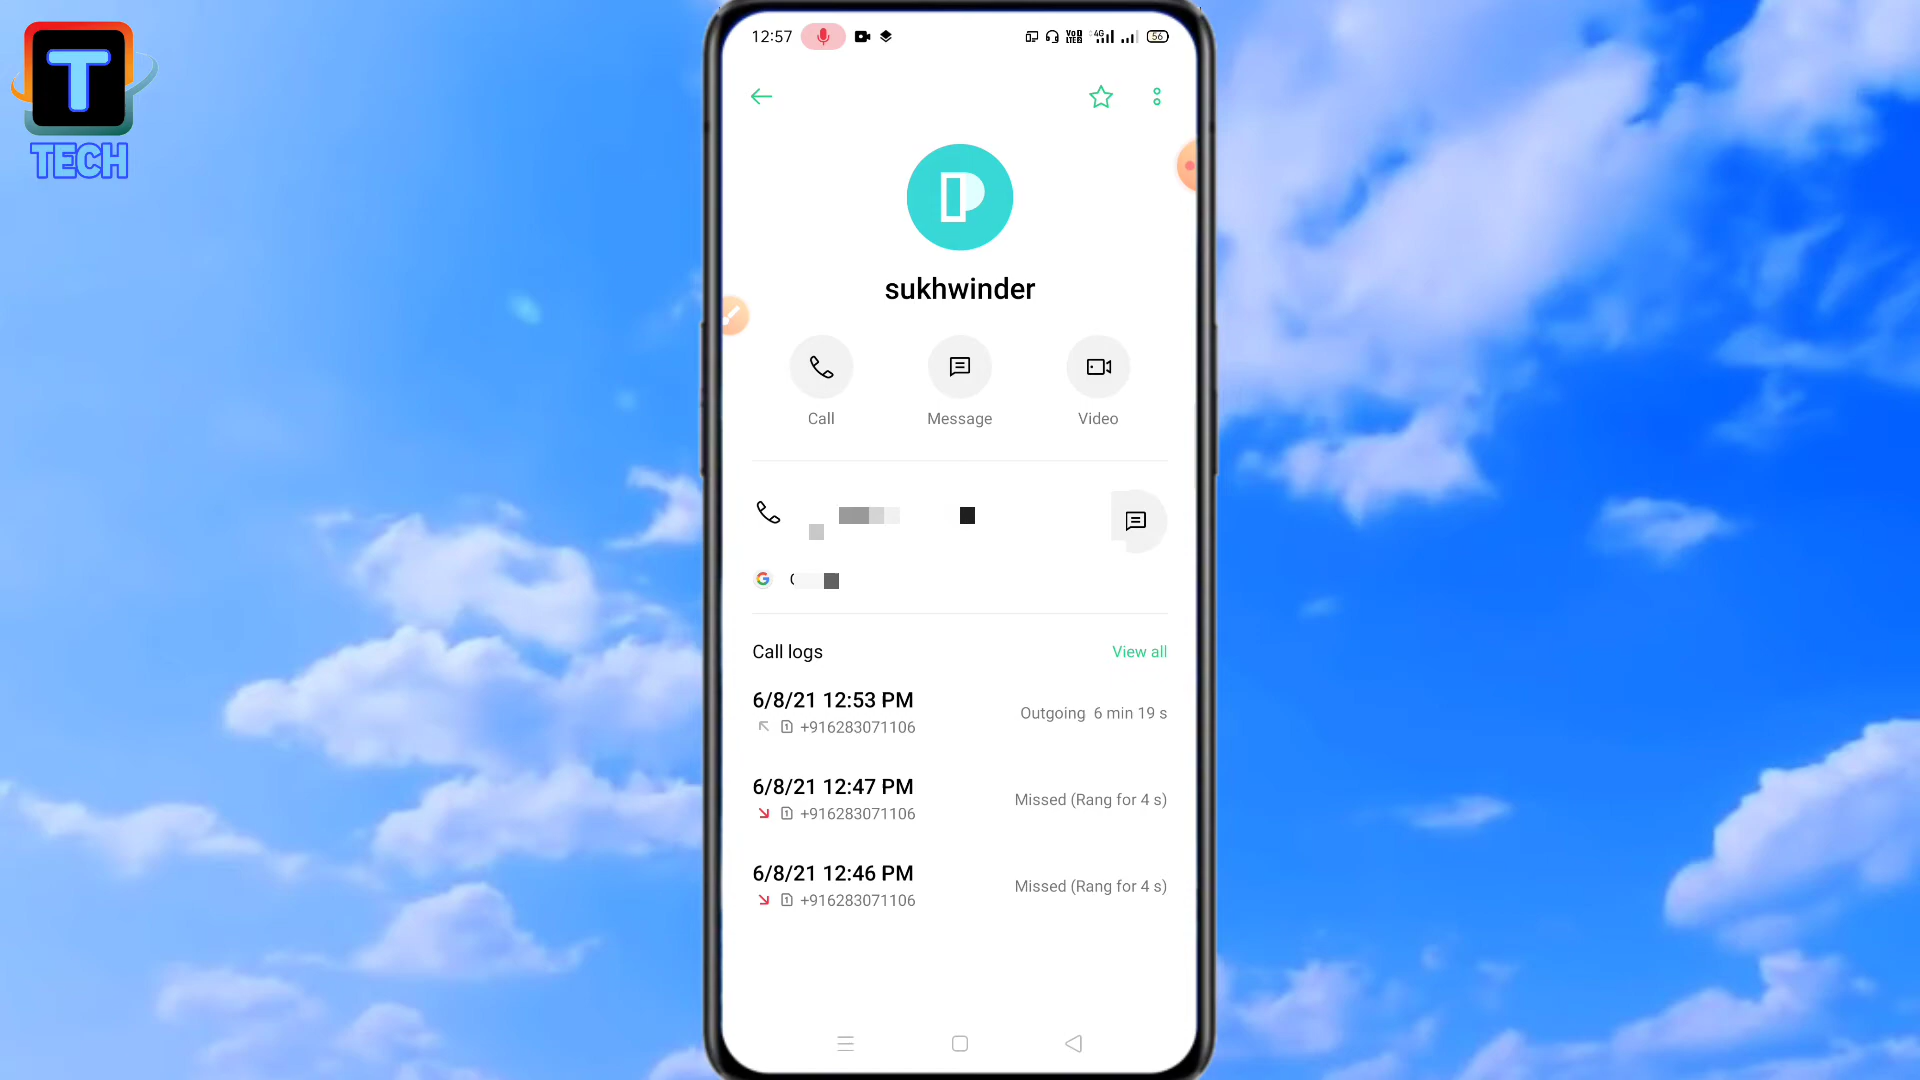 T
TECH
12:57
4G
56
sukhwinder
Call
Message
Video
Call logs
View all
6/8/21 12:53 PM
Outgoing 6 min 19 s
+916283071106
6/8/21 12:47 PM
Missed (Rang for 4 s)
+916283071106
6/8/21 12:46 PM
Missed (Rang for 4 s)
+916283071106